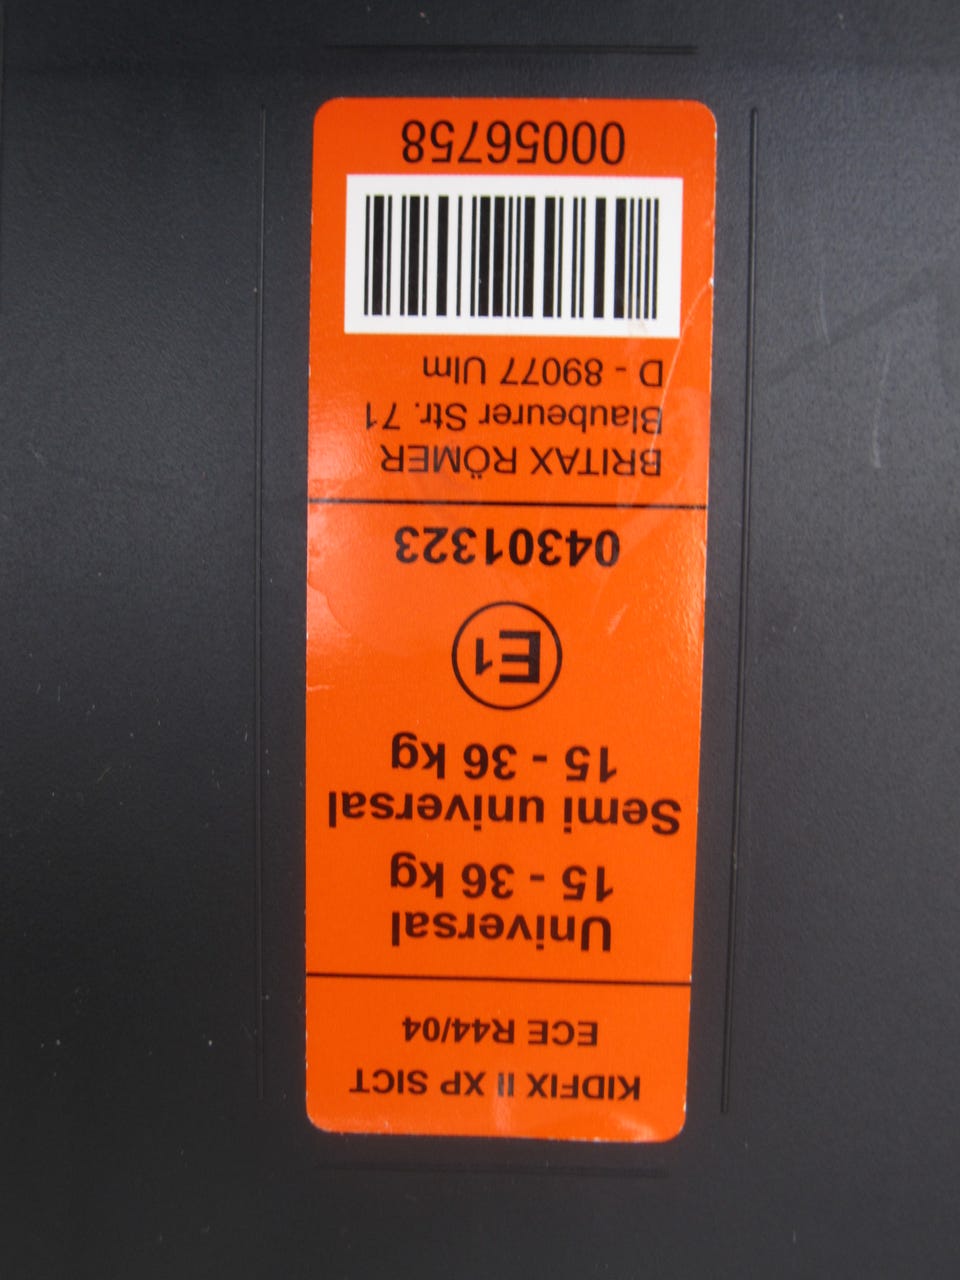 KIDFIX II XP SICT
ECE R44/04
Universal
15 - 36 kg
Semi universal
15 - 36 kg
E1
04301323
BRITAX RÖMER
Blaubeurer Str. 71
D - 89077 Ulm
00056758